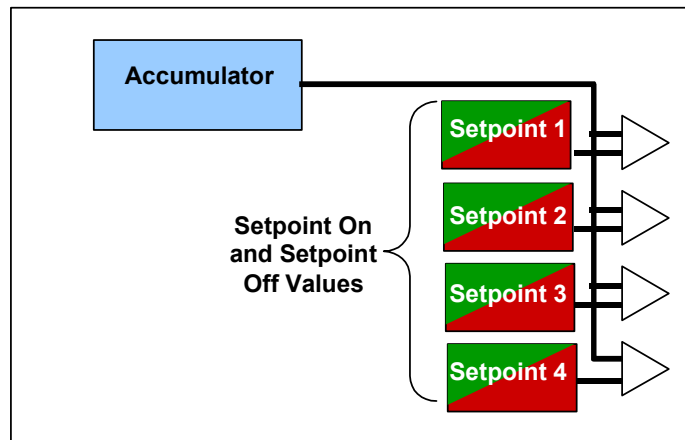 Accumulator
Setpoint 1
Setpoint 2
Setpoint On
and Setpoint
Off Values
Setpoint 3
Setpoint 4